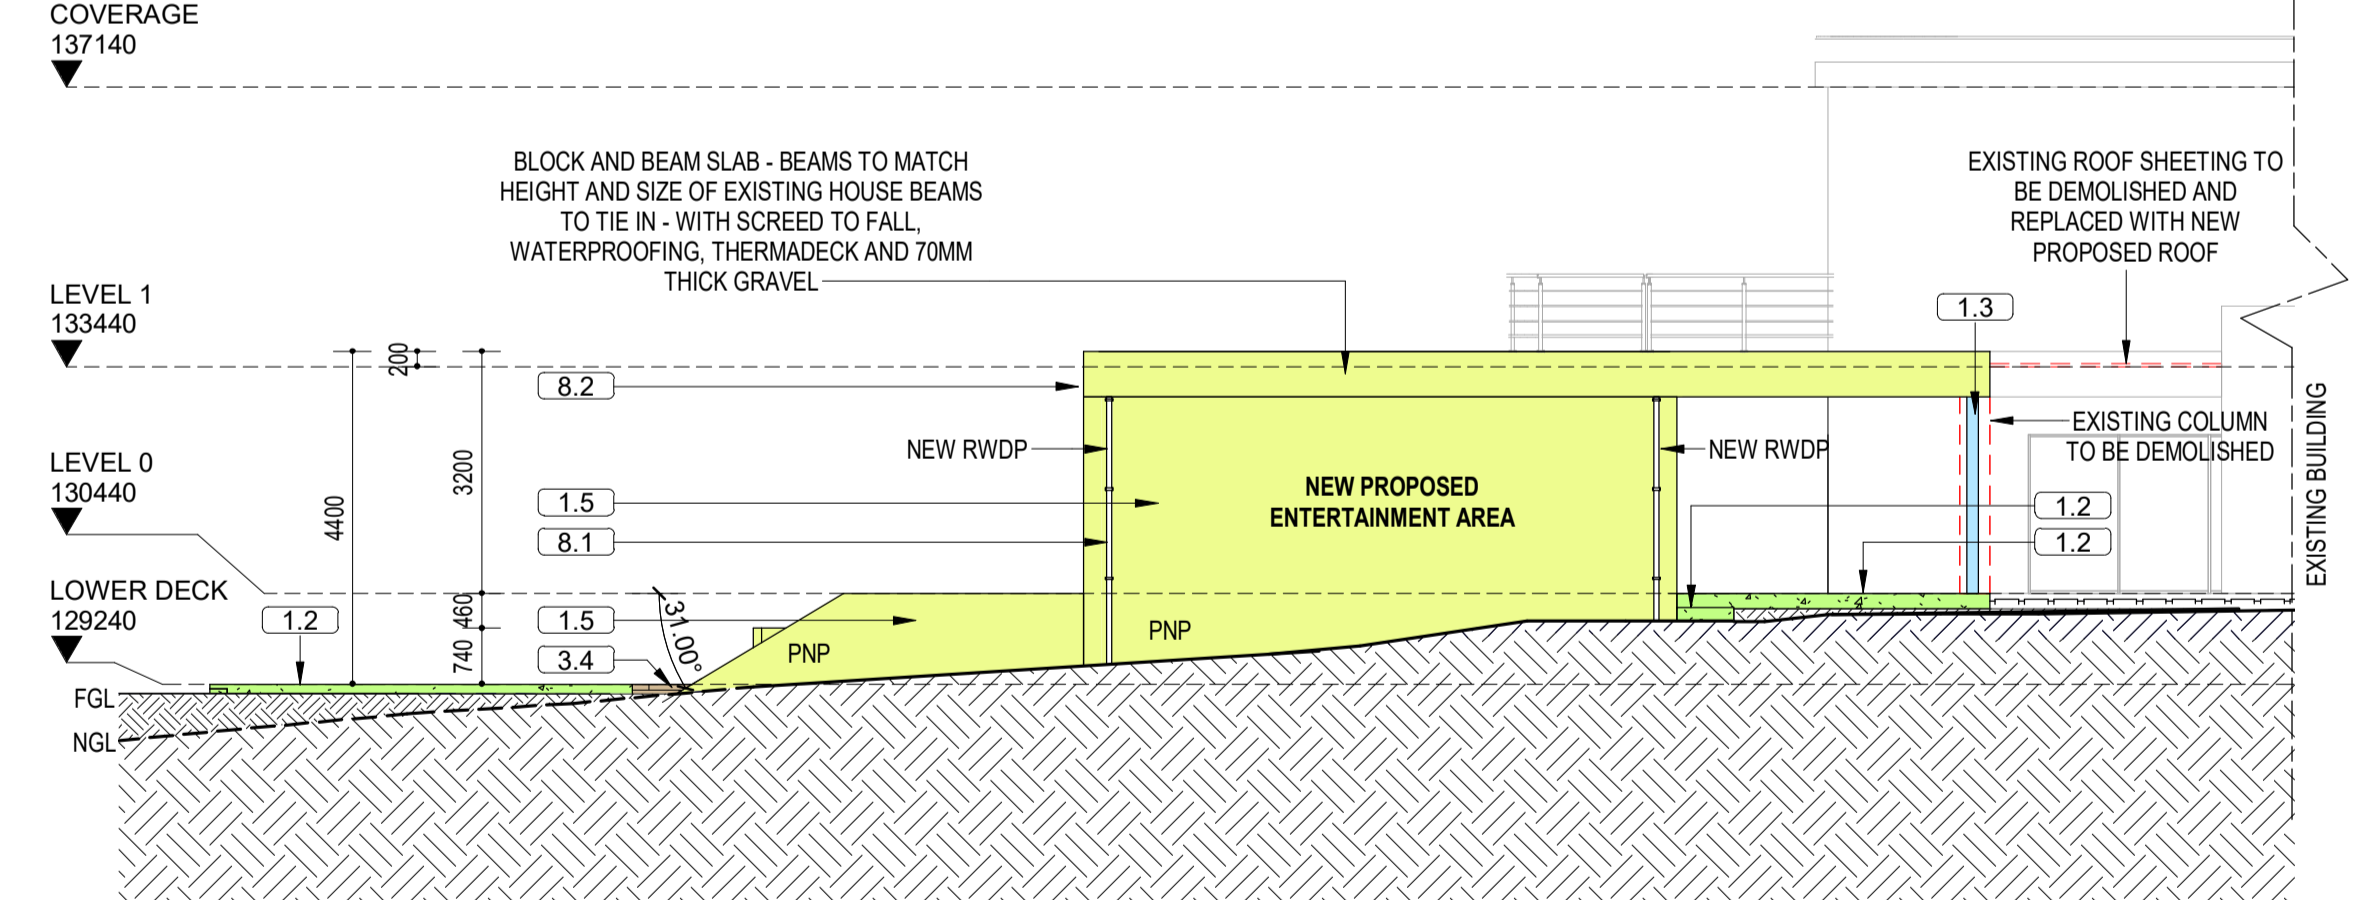 COVERAGE
137140
BLOCK AND BEAM SLAB - BEAMS TO MATCH
HEIGHT AND SIZE OF EXISTING HOUSE BEAMS
TO TIE IN - WITH SCREED TO FALL,
WATERPROOFING, THERMADECK AND 70MM
THICK GRAVEL
EXISTING ROOF SHEETING TO
BE DEMOLISHED AND
REPLACED WITH NEW
PROPOSED ROOF
LEVEL 1
133440
1.3
200
8.2
EXISTING COLUMN
TO BE DEMOLISHED
NEW RWDP
NEW RWDP
LEVEL 0
130440
3200
4400
1.5
NEW PROPOSED
ENTERTAINMENT AREA
1.2
8.1
1.2
EXISTING BUILDING
LOWER DECK
129240
1.2
460
1.5
31.00°
PNP
740
3.4
PNP
FGL
NGL